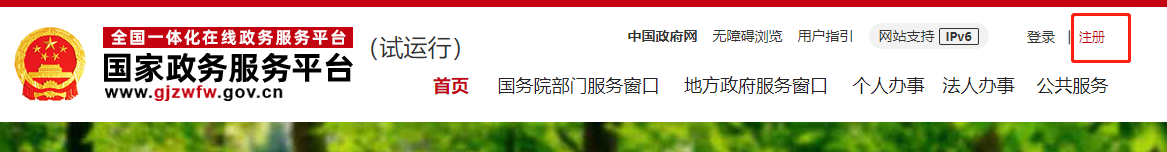 全国一体化在线政务服务平台
国家政务服务平台
www.gjzwfw.gov.cn
（试运行）
中国政府网 无障碍浏览 用户指引 网站支持 IPv6 登录 | 注册
首页 国务院部门服务窗口 地方政府服务窗口 个人办事 法人办事 公共服务